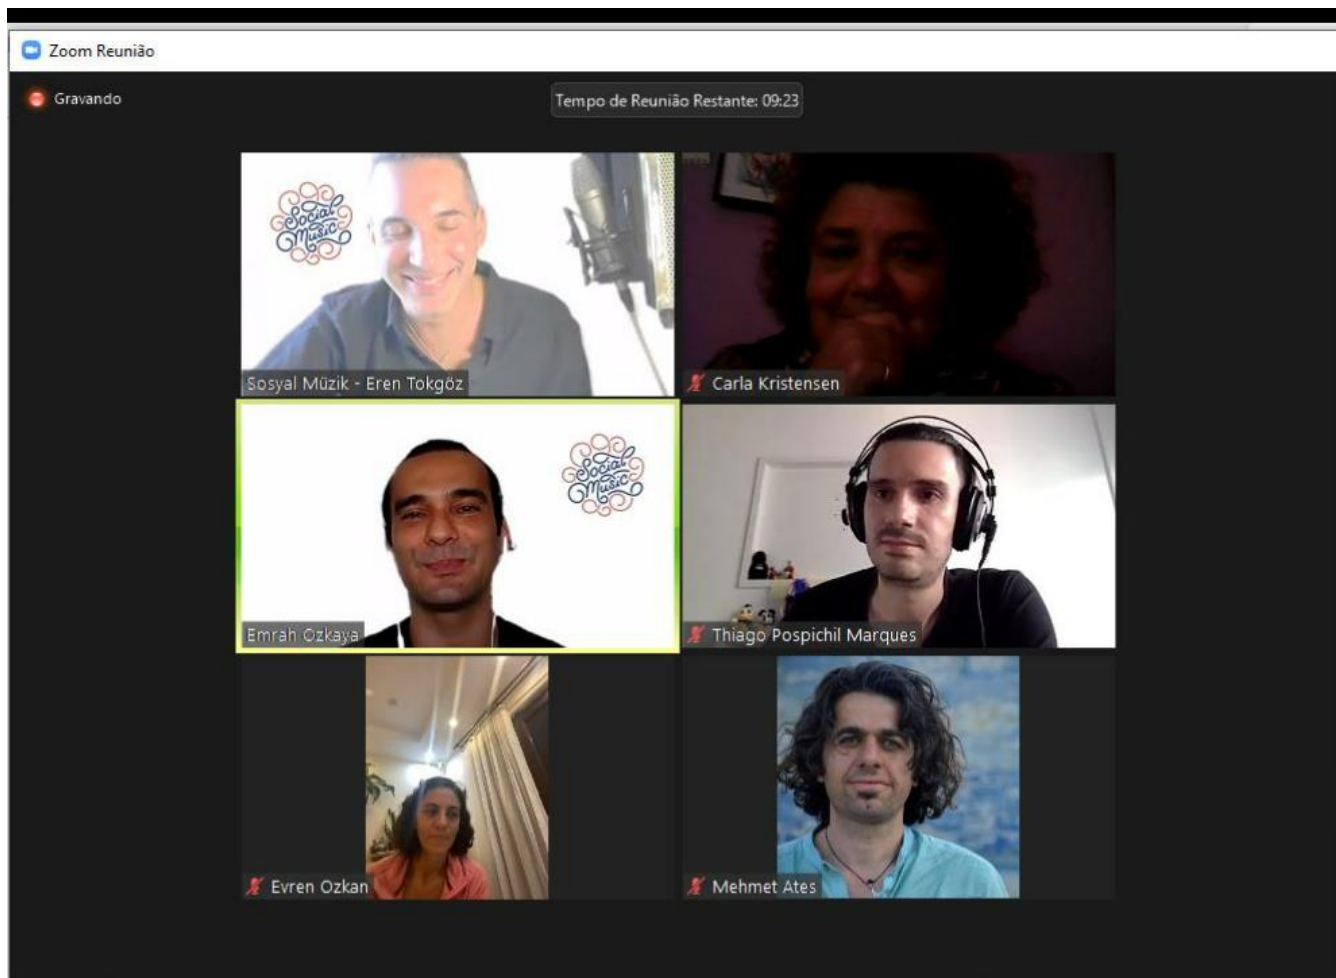 Zoom Reunião
Gravando
Tempo de Reunião Restante: 09:23
Social
Music
Sosyal Müzik - Eren Tokgöz
Carla Kristensen
Social
Music
Emrah Ozkaya
Thiago Pospichil Marques
Evren Ozkan
Mehmet Ates